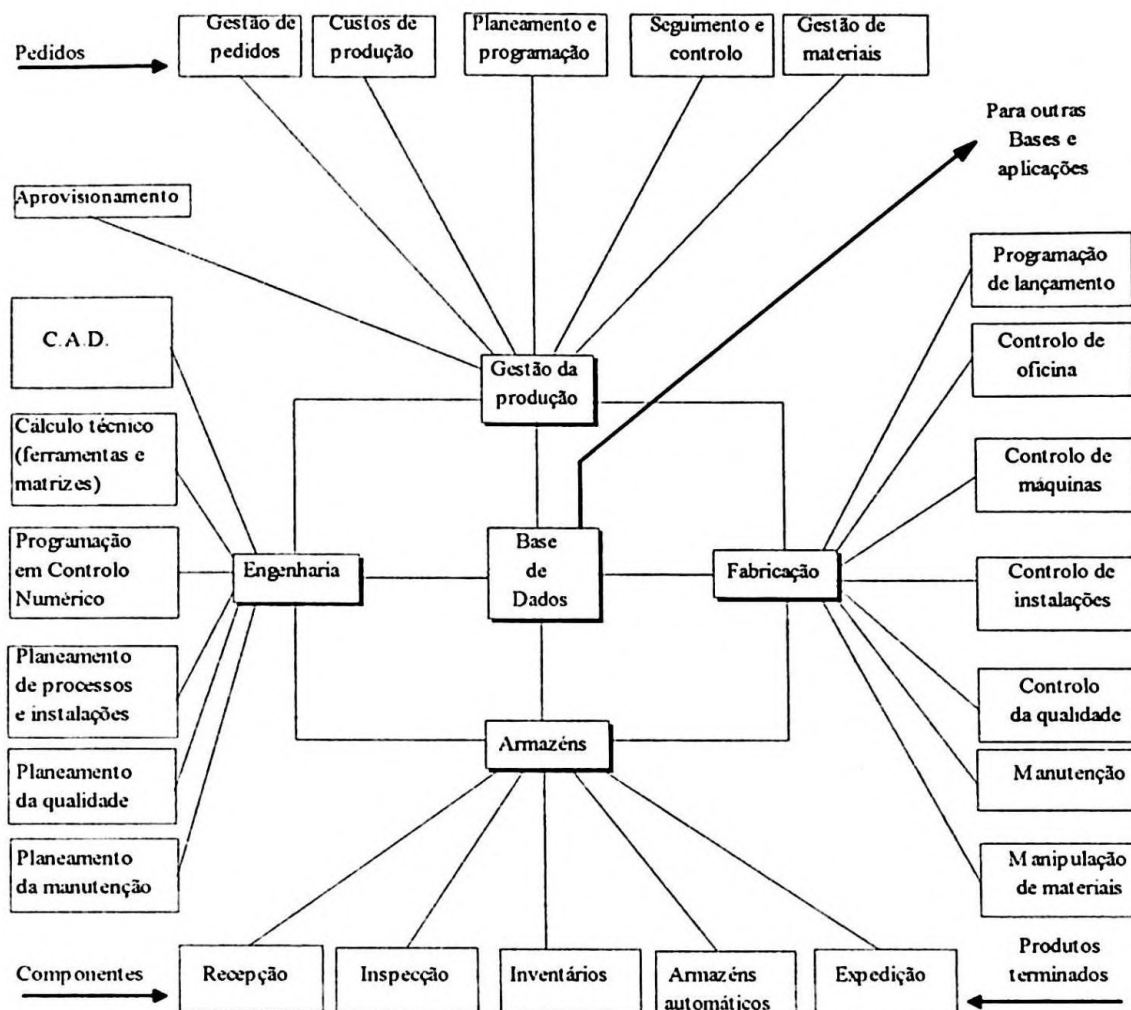 Pedidos
Gestão de
pedidos
Custos de
produção
Planeamento e
programação
Seguimento e
controlo
Gestão de
materiais
Para outras
Bases e
aplicações
Aprovisionamento
C.A.D.
Cálculo técnico
(ferramentas e
matrizes)
Programação
em Controlo
Numérico
Planeamento
de processos
e instalações
Planeamento
da qualidade
Planeamento
da manutenção
Gestão da
produção
Engenharia
Base
de
Dados
Fabricação
Armazéns
Programação
de lançamento
Controlo de
oficina
Controlo de
máquinas
Controlo de
instalações
Controlo
da qualidade
Manutenção
Manipulação
de materiais
Componentes
Recepção
Inspecção
Inventários
Armazéns
automáticos
Expedição
Produtos
terminados